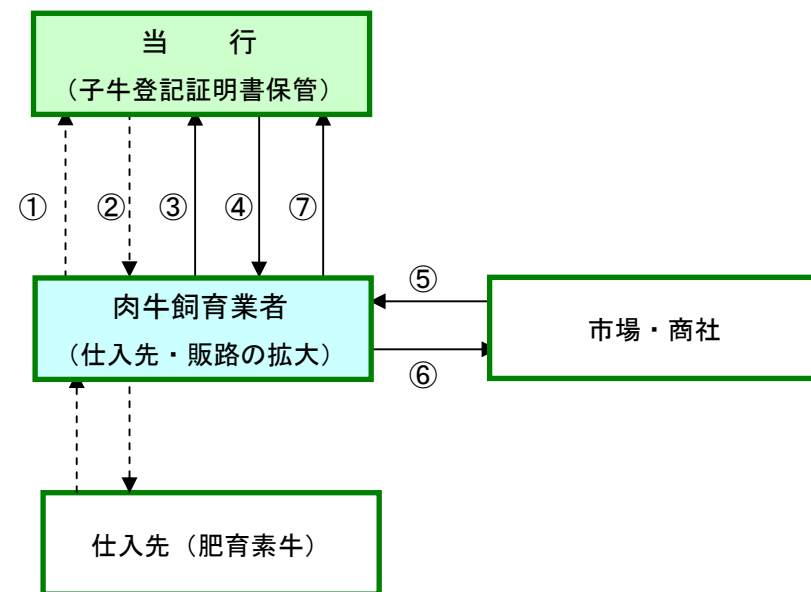 当　　行
（子牛登記証明書保管）
① ② ③ ④ ⑦
肉牛飼育業者
（仕入先・販路の拡大）
⑤
市場・商社
⑥
仕入先（肥育素牛）